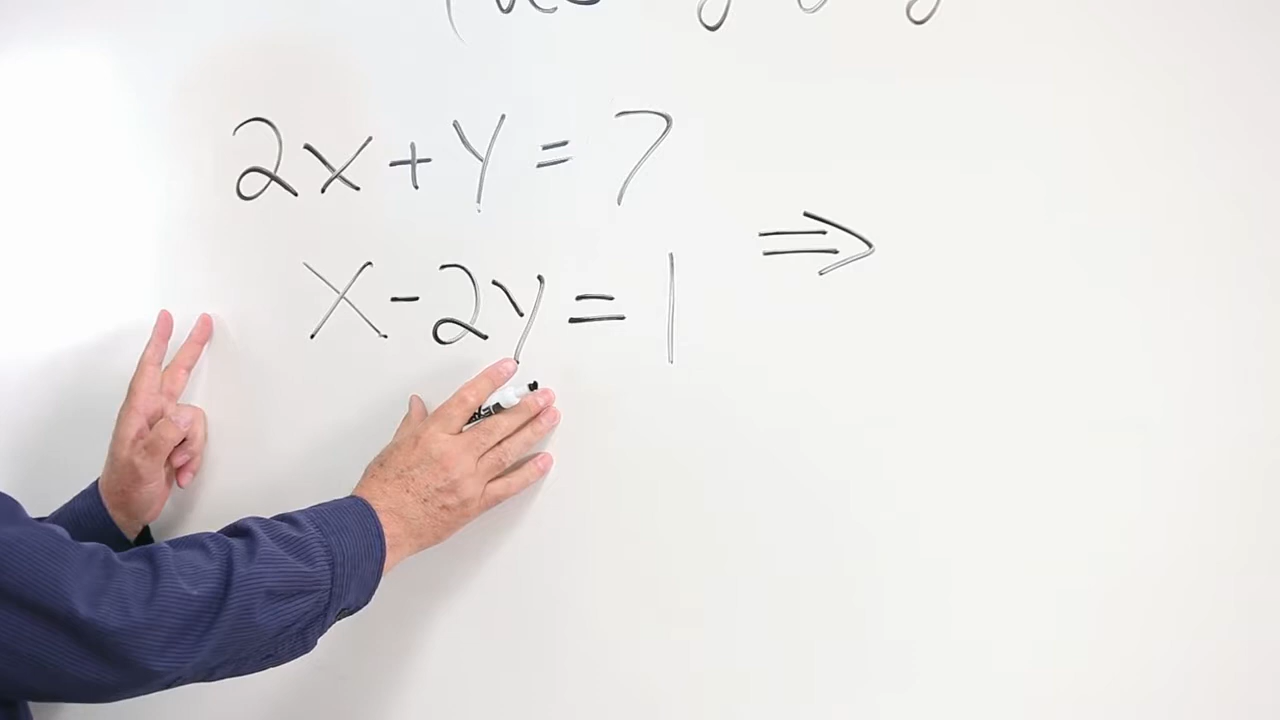 2x + y = 7
x - 2y = 1
⇒